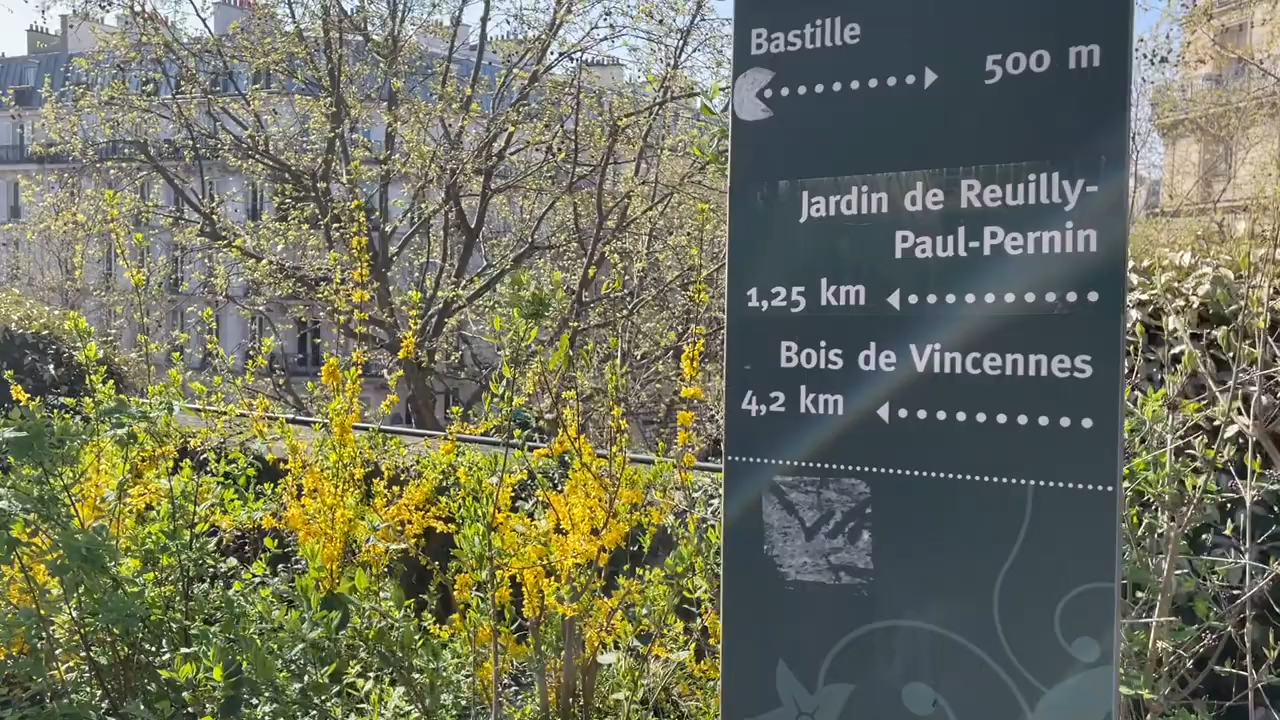 Bastille
500 m
Jardin de Reuilly-
Paul-Pernin
1,25 km
Bois de Vincennes
4,2 km